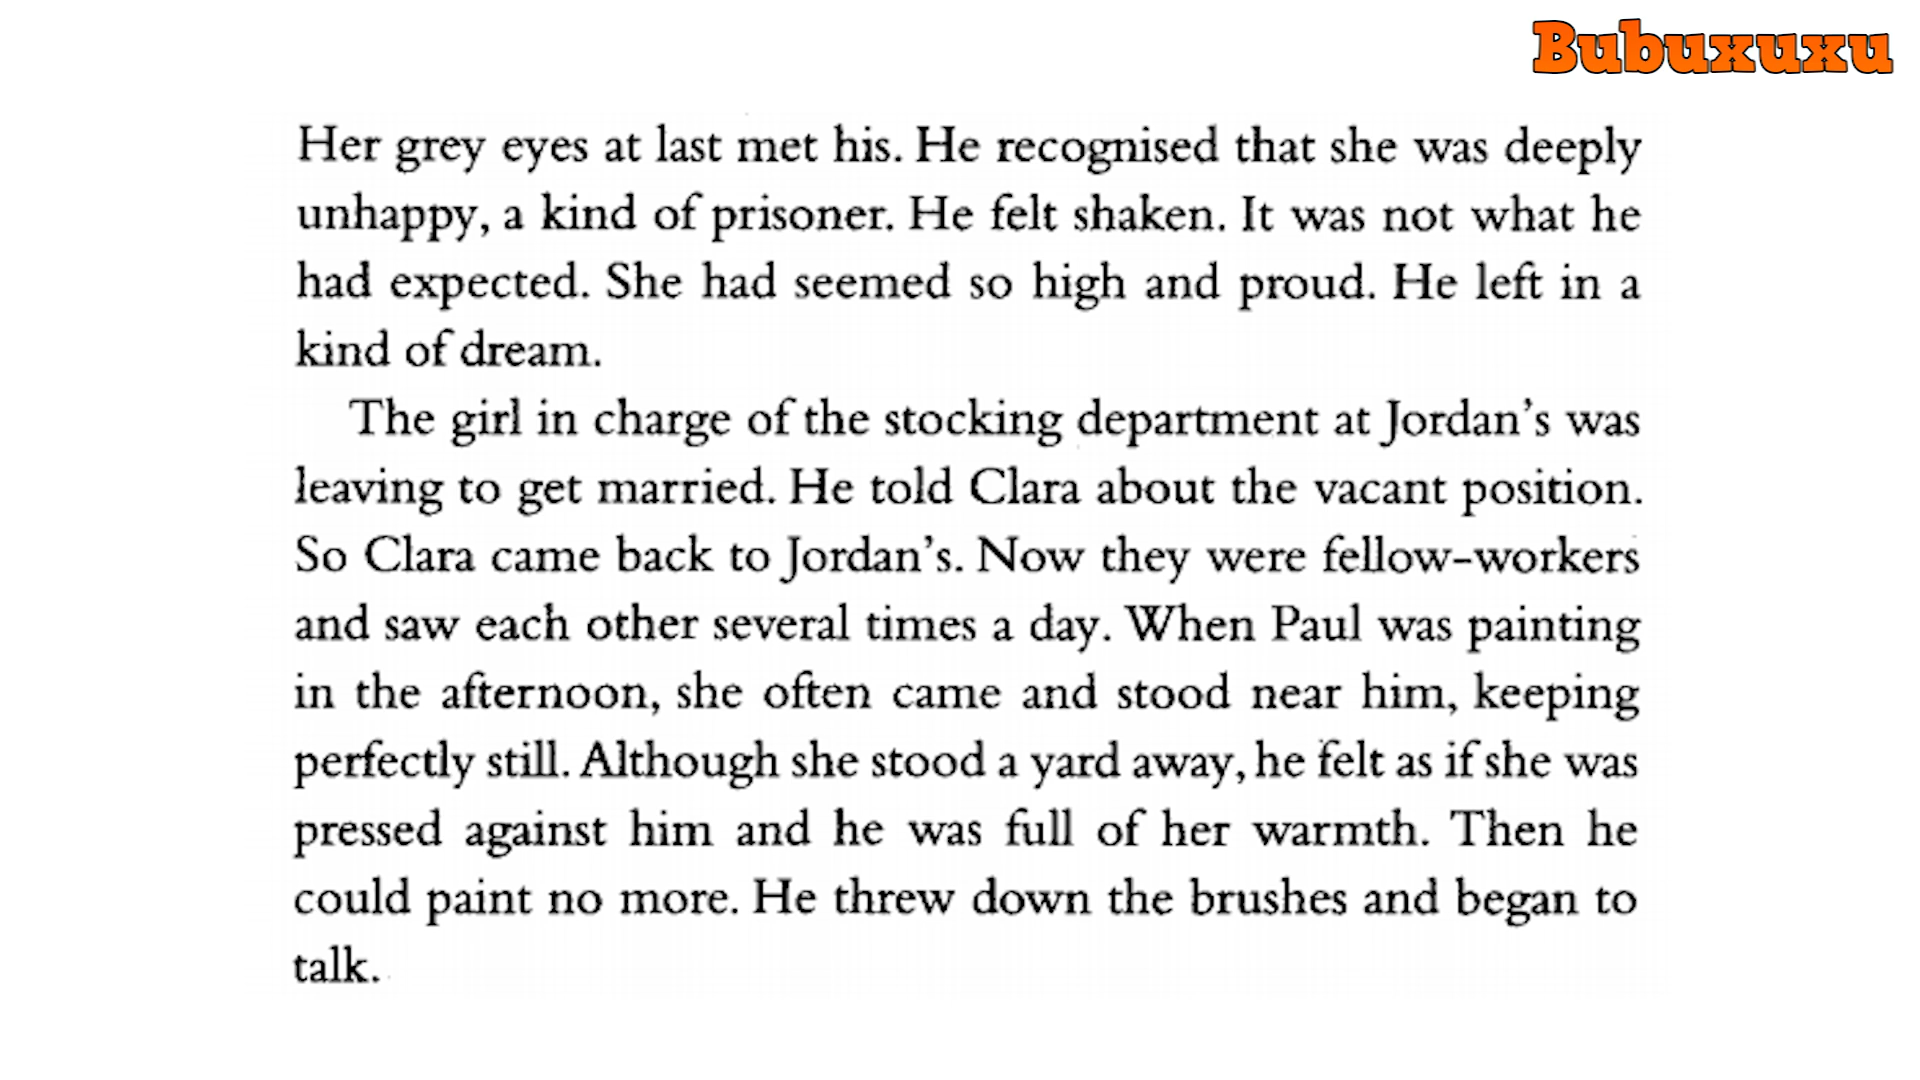 Bubuxuxu
Her grey eyes at last met his. He recognised that she was deeply
unhappy, a kind of prisoner. He felt shaken. It was not what he
had expected. She had seemed so high and proud. He left in a
kind of dream.
The girl in charge of the stocking department at Jordan's was
leaving to get married. He told Clara about the vacant position.
So Clara came back to Jordan's. Now they were fellow-workers
and saw each other several times a day. When Paul was painting
in the afternoon, she often came and stood near him, keeping
perfectly still. Although she stood a yard away, he felt as if she was
pressed against him and he was full of her warmth. Then he
could paint no more. He threw down the brushes and began to
talk.